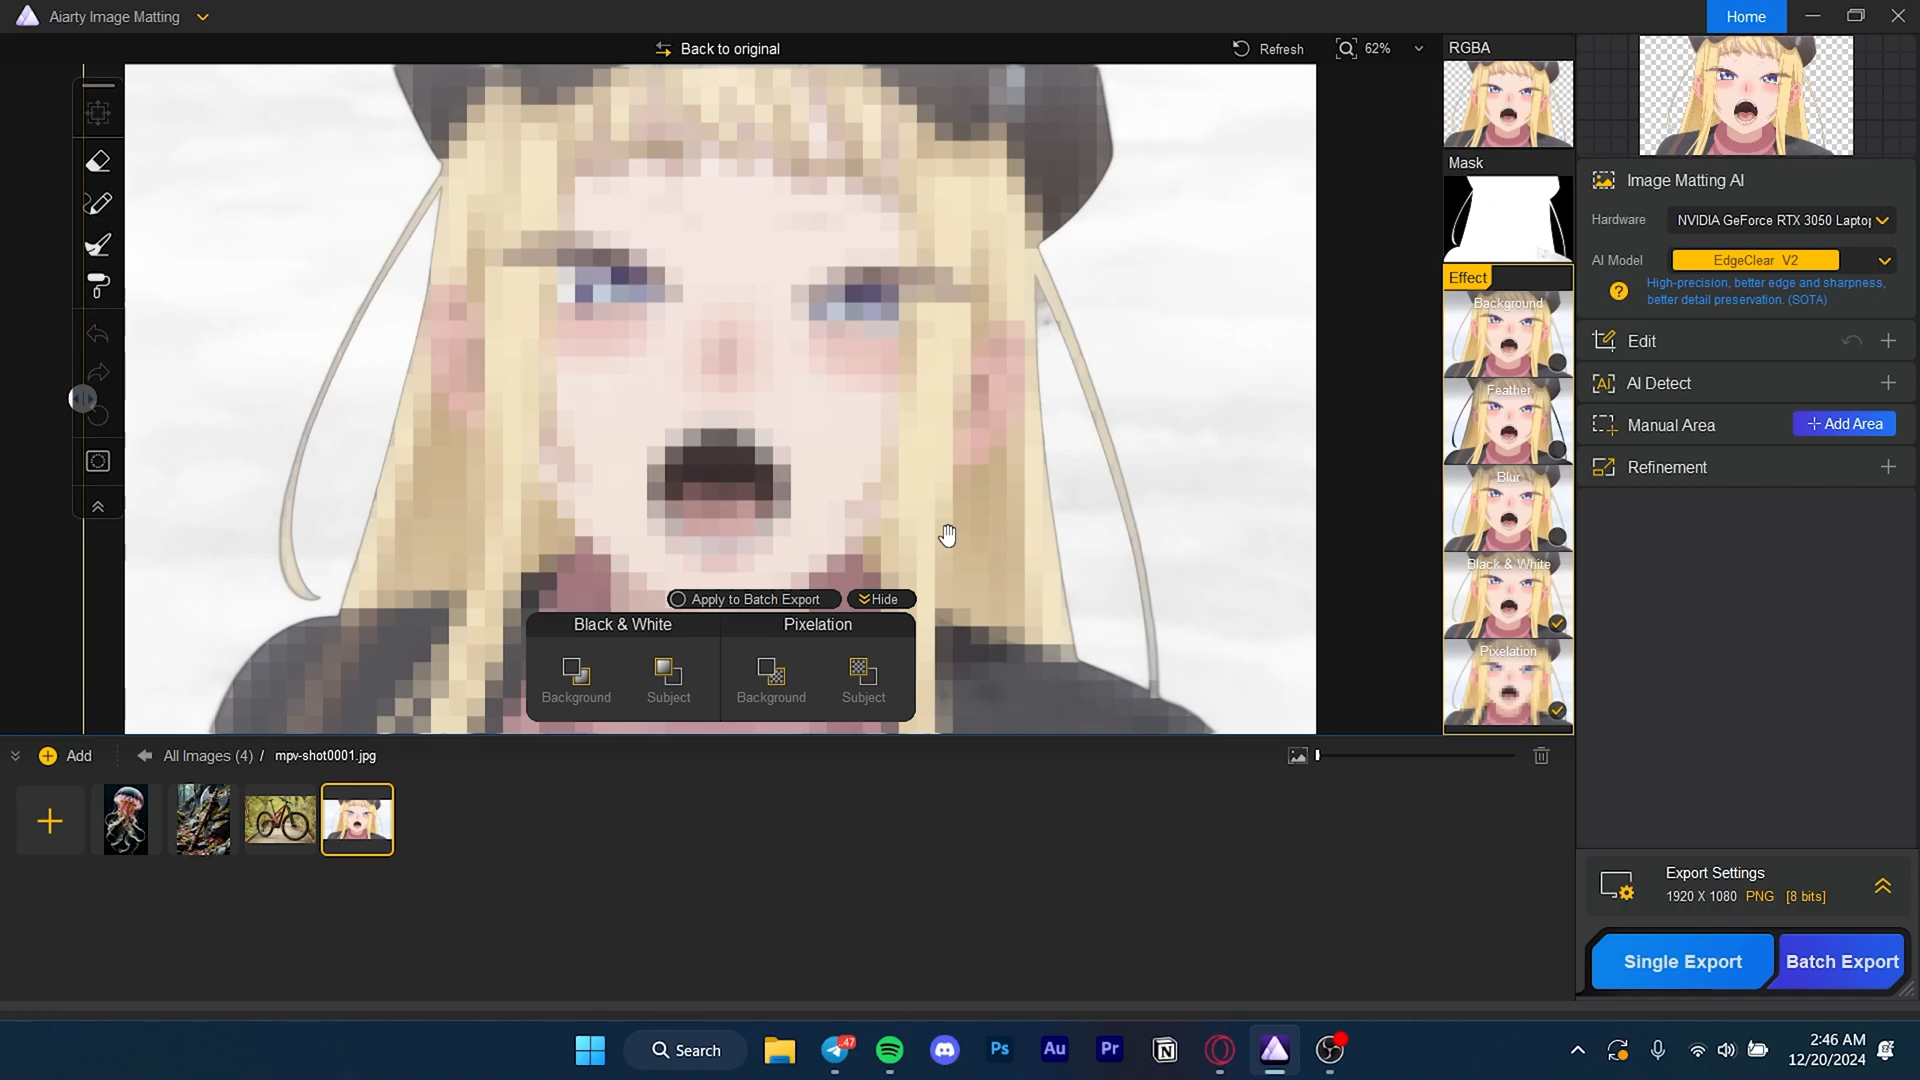 Aiarty Image Matting
Home
Back to original
Refresh
62%
RGBA
Mask
Effect
Background
Feather
Blur
Black & White
Pixelation
Image Matting AI
Hardware
NVIDIA GeForce RTX 3050 Laptop
AI Model
EdgeClear V2
?
High-precision, better edge and sharpness,
better detail preservation. (SOTA)
Edit
AI Detect
Manual Area
Add Area
Refinement
Apply to Batch Export
Hide
Black & White
Pixelation
Background
Subject
Background
Subject
Add
All Images (4) / mpv-shot0001.jpg
Export Settings
1920 X 1080 PNG [8 bits]
Single Export
Batch Export
Search
47
Ps
Au
Pr
2:46 AM
12/20/2024